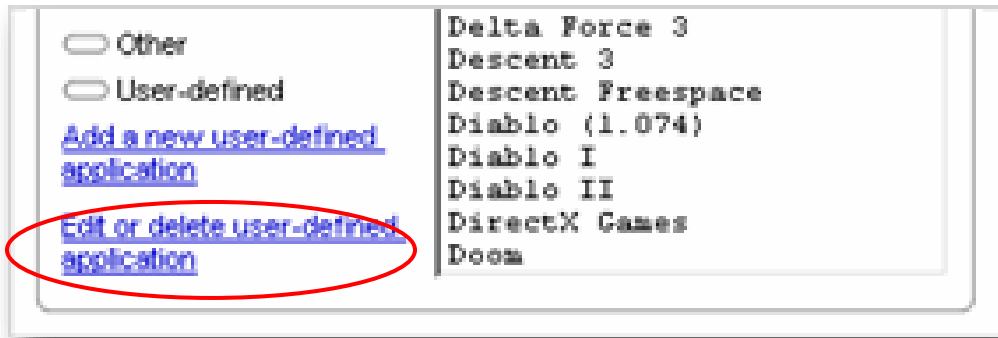 Other
User-defined
Add a new user-defined
application
Edit or delete user-defined
application
Delta Force 3
Descent 3
Descent Freespace
Diablo (1.074)
Diablo I
Diablo II
DirectX Games
Doom